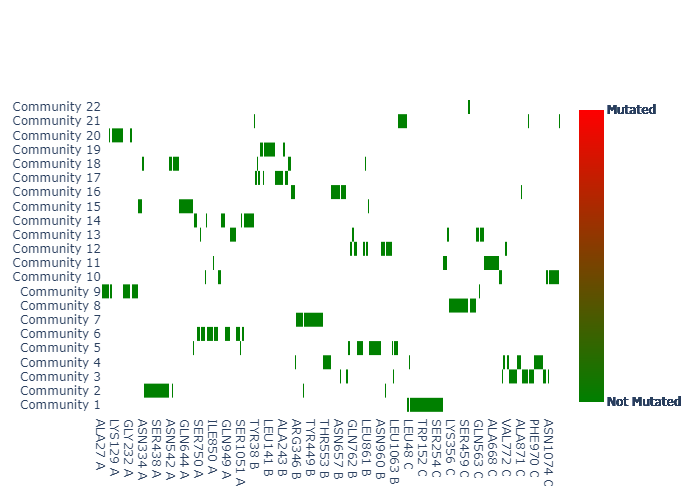 Community 22
Community 21
Community 20
Community 19
Community 18
Community 17
Community 16
Community 15
Community 14
Community 13
Community 12
Community 11
Community 10
Community 9
Community 8
Community 7
Community 6
Community 5
Community 4
Community 3
Community 2
Community 1
Mutated
Not Mutated
ALA27 A
LYS129 A
GLY232 A
ASN334 A
SER438 A
ASN542 A
GLN644 A
SER750 A
ILE850 A
GLN949 A
SER1051 A
TYR38 B
LEU141 B
ALA243 B
ARG346 B
TYR449 B
THR553 B
ASN657 B
GLN762 B
LEU861 B
ASN960 B
LEU1063 B
LEU48 C
TRP152 C
SER254 C
LYS356 C
SER459 C
GLN563 C
ALA668 C
VAL772 C
ALA871 C
PHE970 C
ASN1074 C